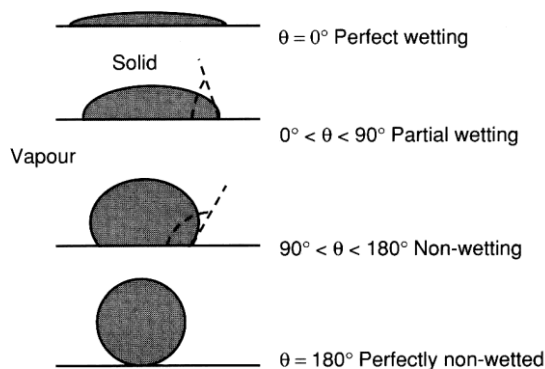 θ = 0° Perfect wetting
Solid
0° < θ < 90° Partial wetting
Vapour
90° < θ < 180° Non-wetting
θ = 180° Perfectly non-wetted